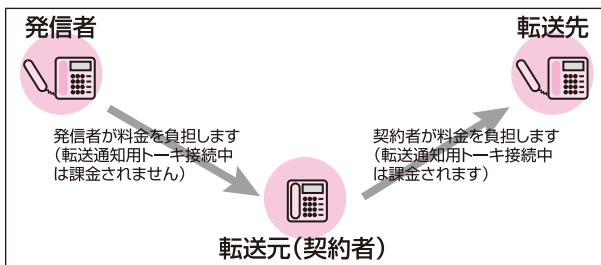 発信者
転送先
発信者が料金を負担します
（転送通知用トーキ接続中
は課金されません）
契約者が料金を負担します
（転送通知用トーキ接続中
は課金されます）
転送元（契約者）